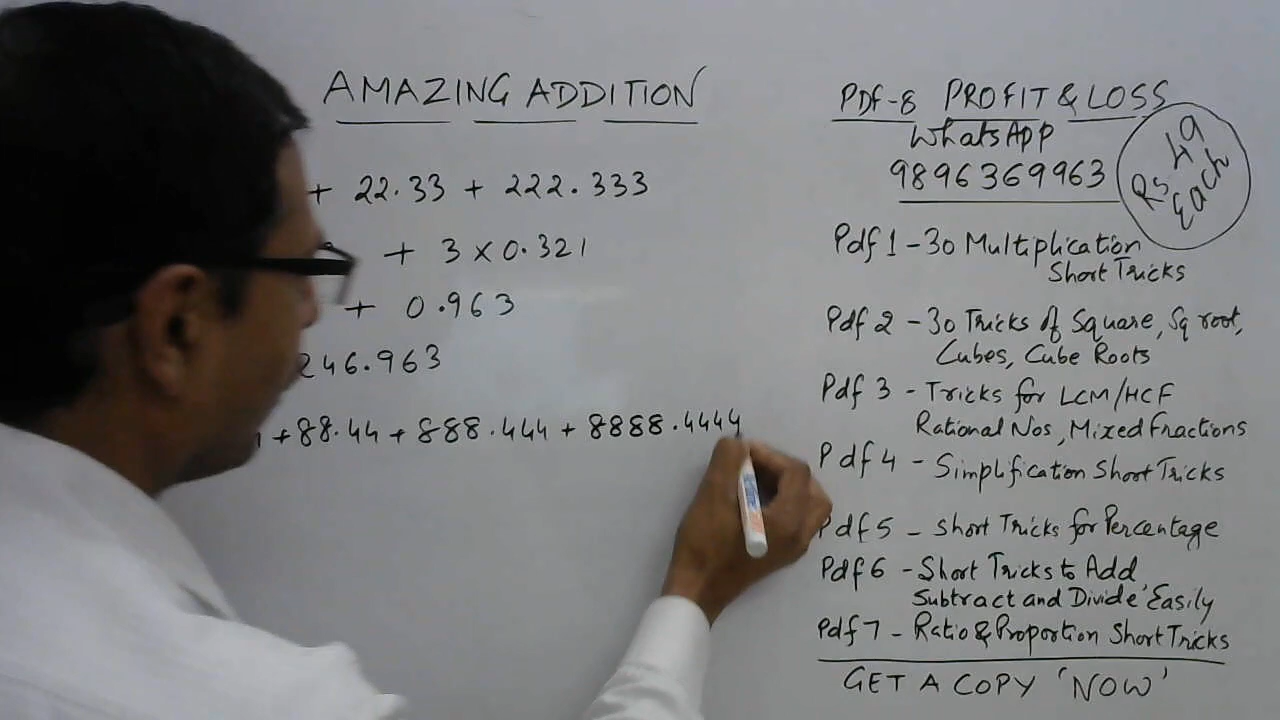 AMAZING ADDITION
+ 22.33 + 222.333
+ 3 x 0.321
+ 0.963
246.963
+ 88.44 + 888.444 + 8888.4444
Pdf-8 PROFIT & LOSS
WhatsAPP
9896369963
Rs 49
Each
Pdf 1 - 30 Multiplication
Short Tricks
Pdf 2 - 30 Tricks of Square, Sq root,
Cubes, Cube Roots
Pdf 3 - Tricks for LCM/HCF
Rational Nos, Mixed Fractions
Pdf 4 - Simplification Short Tricks
Pdf 5 - Short Tricks for Percentage
Pdf 6 - Short Tricks to Add
Subtract and Divide 'Easily
Pdf 7 - Ratio & Proportion Short Tricks
GET A COPY 'NOW'